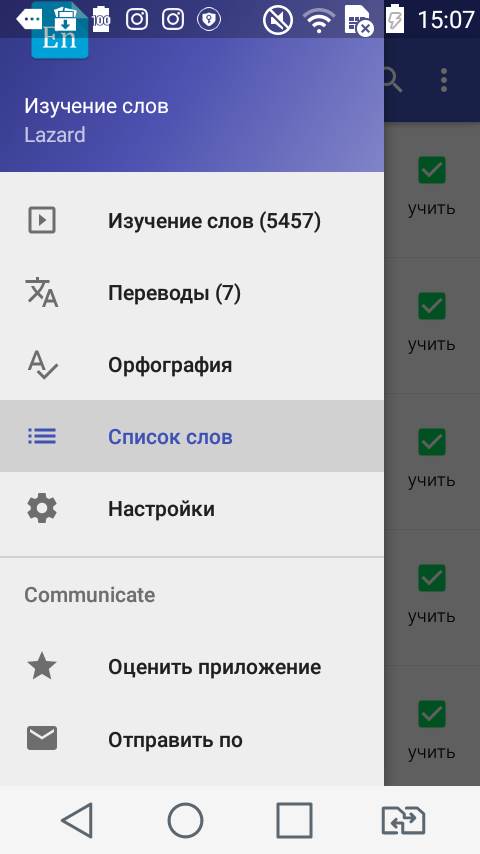 100
15:07
En
Изучение слов
Lazard
Изучение слов (5457)
учить
Переводы (7)
учить
Орфография
Список слов
учить
Настройки
Communicate
учить
Оценить приложение
Отправить по
учить